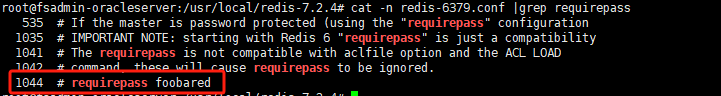 root@fsadmin-oracleserver:/usr/local/redis-7.2.4# cat -n redis-6379.conf |grep requirepass
535 # If the master is password protected (using the "requirepass" configuration
1035 # IMPORTANT NOTE: starting with Redis 6 "requirepass" is just a compatibility
1041 # The requirepass is not compatible with aclfile option and the ACL LOAD
1042 # command, these will cause requirepass to be ignored.
1044 # requirepass foobared
root@fsadmin-oracleserver:/usr/local/redis-7.2.4#